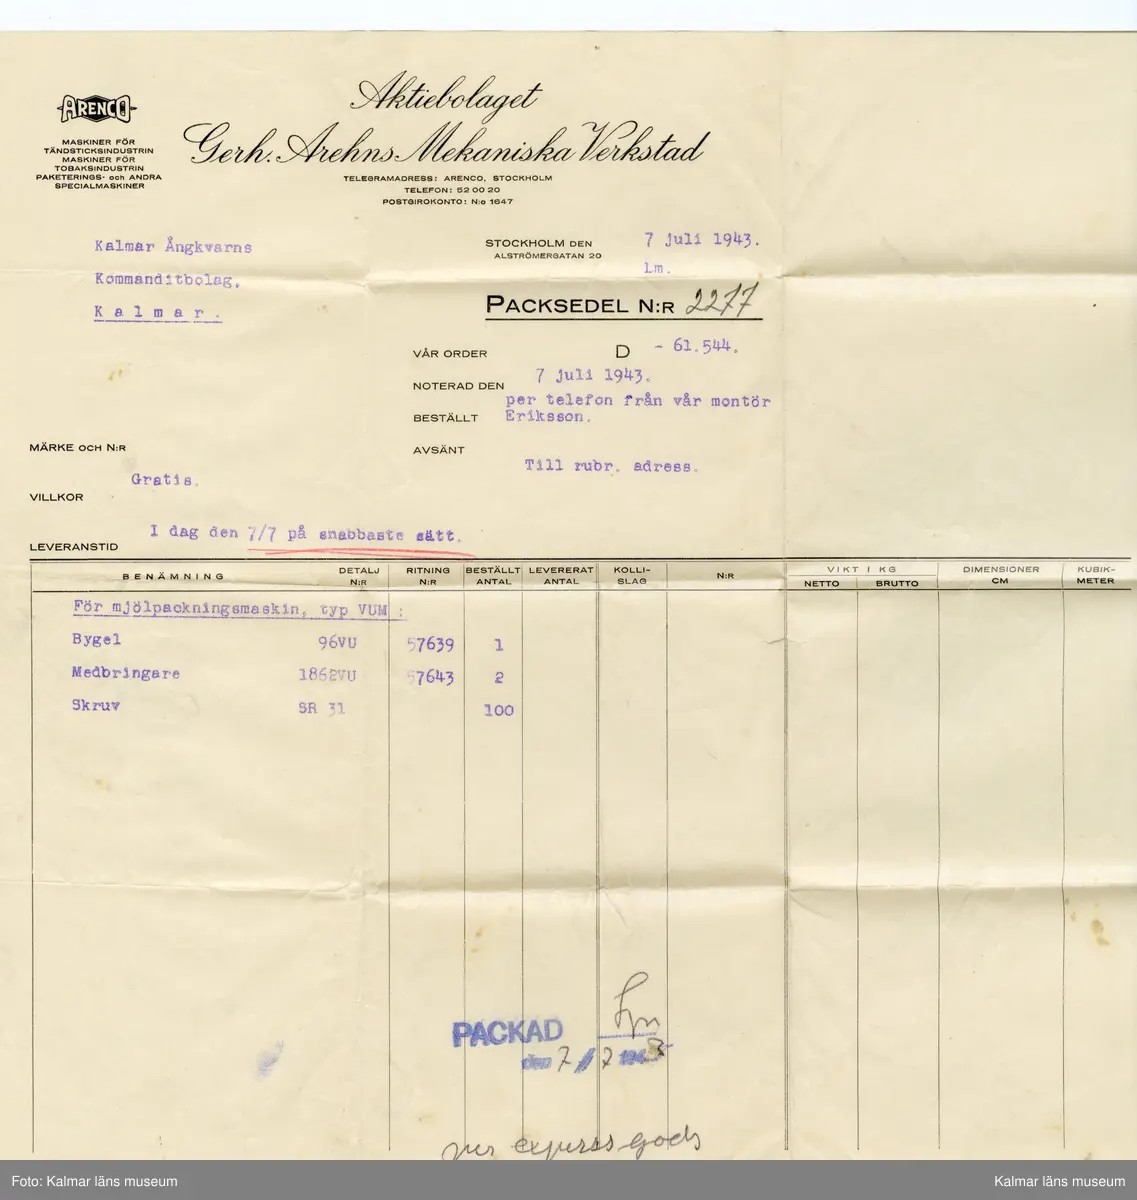 ARENCO
MASKINER FÖR
TÄNDSTICKSINDUSTRIN
MASKINER FÖR
TOBAKSINDUSTRIN
PAKETERINGS- och ANDRA
SPECIALMASKINER
Aktiebolaget
Gerh. Arehns Mekaniska Verkstad
TELEGRAMADRESS: ARENCO, STOCKHOLM
TELEFON: 52 00 20
POSTGIROKONTO: N:o 1647
Kalmar Ångkvarns
Kommanditbolag,
Kalmar.
STOCKHOLM DEN 7 juli 1943.
ALSTRÖMERGATAN 20
Lm.
PACKSEDEL N:R 2277
VÅR ORDER D - 61.544.
NOTERAD DEN 7 juli 1943.
per telefon från vår montör
BESTÄLLT Eriksson.
MÄRKE OCH N:R
AVSÄNT
Till rubr. adress.
Gratis.
VILLKOR
I dag den 7/7 på snabbaste sätt.
LEVERANSTID
BENÄMNING DETALJ N:R RITNING N:R BESTÄLLT ANTAL LEVERERAT ANTAL KOLLI-SLAG N:R VIKT I KG NETTO BRUTTO DIMENSIONER CM KUBIK-METER
För mjölpackningsmaskin, typ VUM :
Bygel 96VU 57639 1
Medbringare 1862VU 57643 2
Skruv SR 31 100
PACKAD
den 7 / 7 1943
per express gods
Foto: Kalmar läns museum
Kalmar läns museum